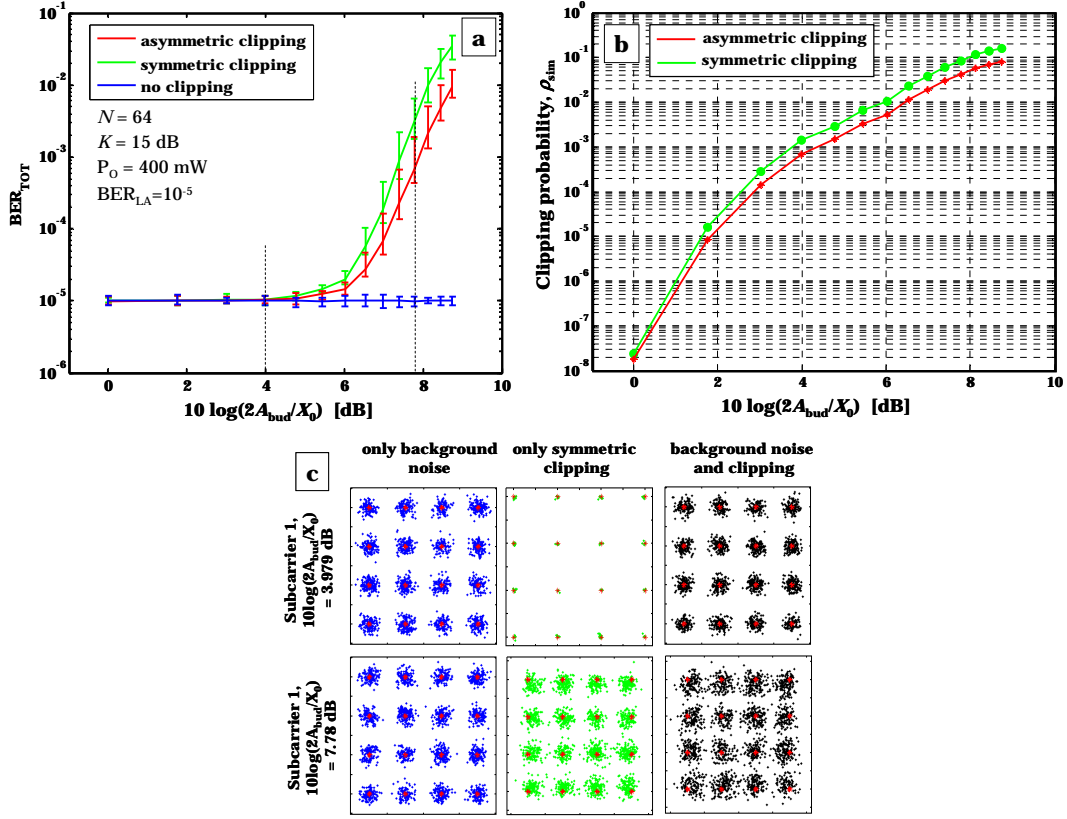 a
asymmetric clipping
symmetric clipping
no clipping
N = 64
K = 15 dB
P_O = 400 mW
BER_LA=10^-5
BER_TOT
10^-1
10^-2
10^-3
10^-4
10^-5
10^-6
0 2 4 6 8 10
10 log(2A_bud/X_0) [dB]
b
asymmetric clipping
symmetric clipping
Clipping probability, ρ_sim
10^0
10^-1
10^-2
10^-3
10^-4
10^-5
10^-6
10^-7
10^-8
0 2 4 6 8 10
10 log(2A_bud/X_0) [dB]
c
only background
noise
only symmetric
clipping
background noise
and clipping
Subcarrier 1,
10log(2A_bud/X_0)
= 3.979 dB
Subcarrier 1,
10log(2A_bud/X_0)
= 7.78 dB